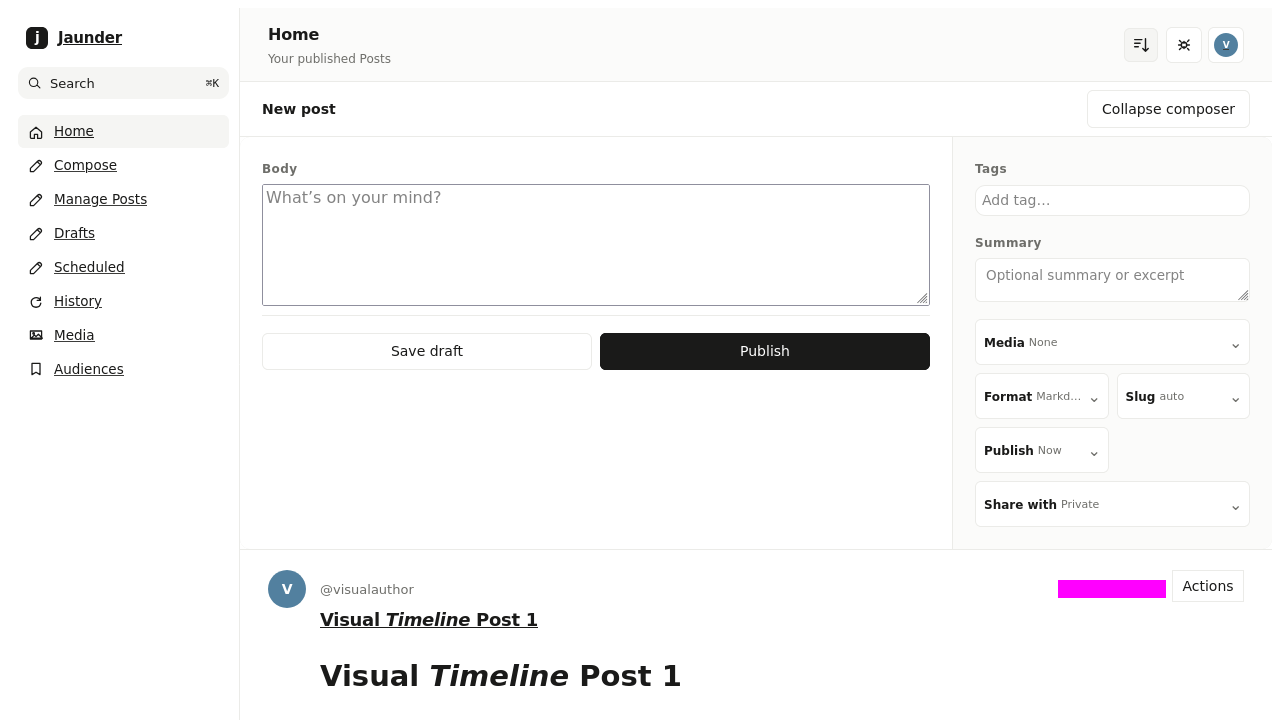 j Jaunder
Search ⌘K
Home
Compose
Manage Posts
Drafts
Scheduled
History
Media
Audiences
Home
Your published Posts
V
New post
Collapse composer
Body
What’s on your mind?
Save draft
Publish
Tags
Add tag…
Summary
Optional summary or excerpt
Media None
Format Markd…
Slug auto
Publish Now
Share with Private
V
@visualauthor
Actions
Visual Timeline Post 1
Visual Timeline Post 1